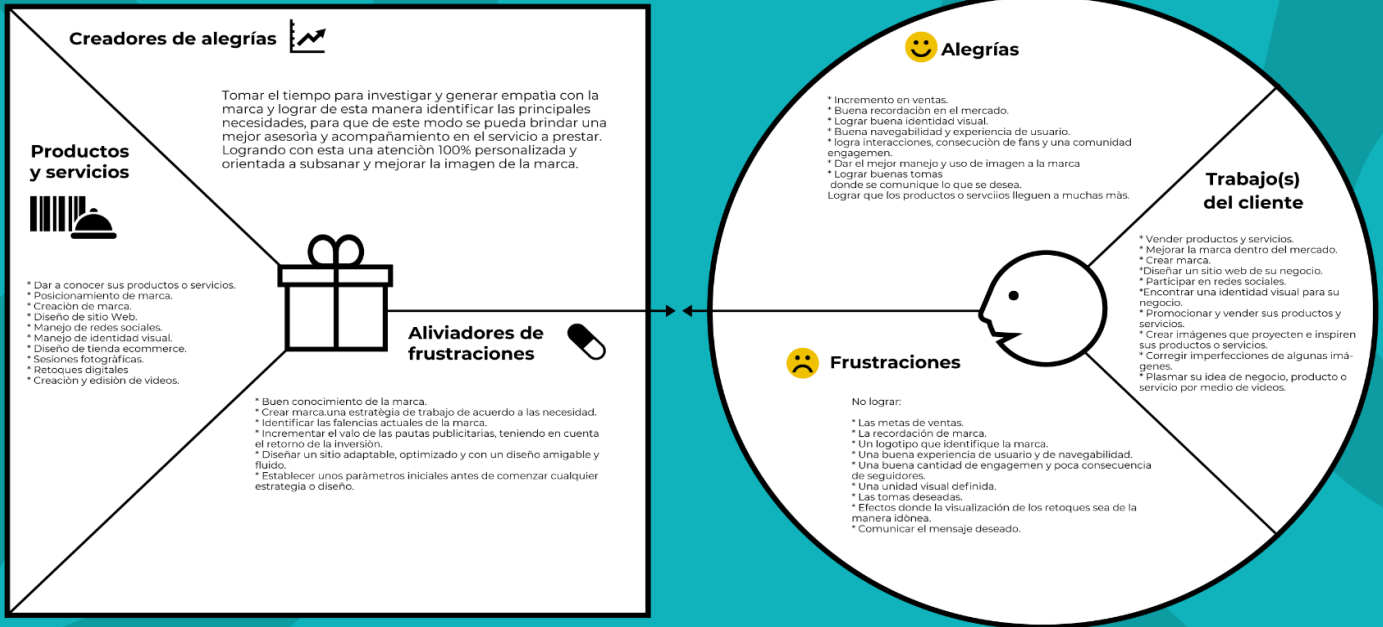 Creadores de alegrías
Tomar el tiempo para investigar y generar empatìa con la
marca y lograr de esta manera identificar las principales
necesidades, para que de este modo se pueda brindar una
mejor asesorìa y acompañamiento en el servicio a prestar.
Logrando con esta una atenciòn 100% personalizada y
orientada a subsanar y mejorar la imagen de la marca.
Productos
y servicios
* Dar a conocer sus productos o servicios.
* Posicionamiento de marca.
* Creaciòn de marca.
* Diseño de sitio Web.
* Manejo de redes sociales.
* Manejo de identidad visual.
* Diseño de tienda ecommerce.
* Sesiones fotogràficas.
* Retoques digitales
* Creaciòn y edisiòn de videos.
Aliviadores de
frustraciones
* Buen conocimiento de la marca.
* Crear marca.una estratègia de trabajo de acuerdo a las necesidad.
* Identificar las falencias actuales de la marca.
* Incrementar el valo de las pautas publicitarias, teniendo en cuenta
el retorno de la inversiòn.
* Diseñar un sitio adaptable, optimizado y con un diseño amigable y
fluido.
* Establecer unos paràmetros iniciales antes de comenzar cualquier
estrategia o diseño.
Alegrías
* Incremento en ventas.
* Buena recordaciòn en el mercado.
* Lograr buena identidad visual.
* Buena navegabilidad y experiencia de usuario.
* logra interacciones, consecuciòn de fans y una comunidad
engagemen.
* Dar el mejor manejo y uso de imagen a la marca
* Lograr buenas tomas
donde se comunique lo que se desea.
Lograr que los productos o servciios lleguen a muchas màs.
Trabajo(s)
del cliente
* Vender productos y servicios.
* Mejorar la marca dentro del mercado.
* Crear marca.
*Diseñar un sitio web de su negocio.
* Participar en redes sociales.
*Encontrar una identidad visual para su
negocio.
* Promocionar y vender sus productos y
servicios.
* Crear imágenes que proyecten e inspiren
sus productos o servicios.
* Corregir imperfecciones de algunas imá-
genes.
* Plasmar su idea de negocio, producto o
servicio por medio de videos.
Frustraciones
No lograr:
* Las metas de ventas.
* La recordación de marca.
* Un logotipo que identifique la marca.
* Una buena experiencia de usuario y de navegabilidad.
* Una buena cantidad de engagemen y poca consecuencia
de seguidores.
* Una unidad visual definida.
* Las tomas deseadas.
* Efectos donde la visualización de los retoques sea de la
manera idònea.
* Comunicar el mensaje deseado.